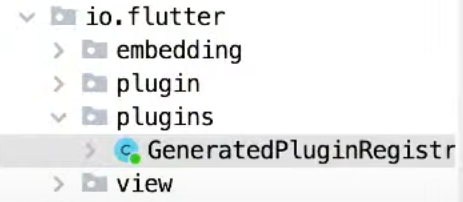 io.flutter
embedding
plugin
plugins
GeneratedPluginRegistr
view